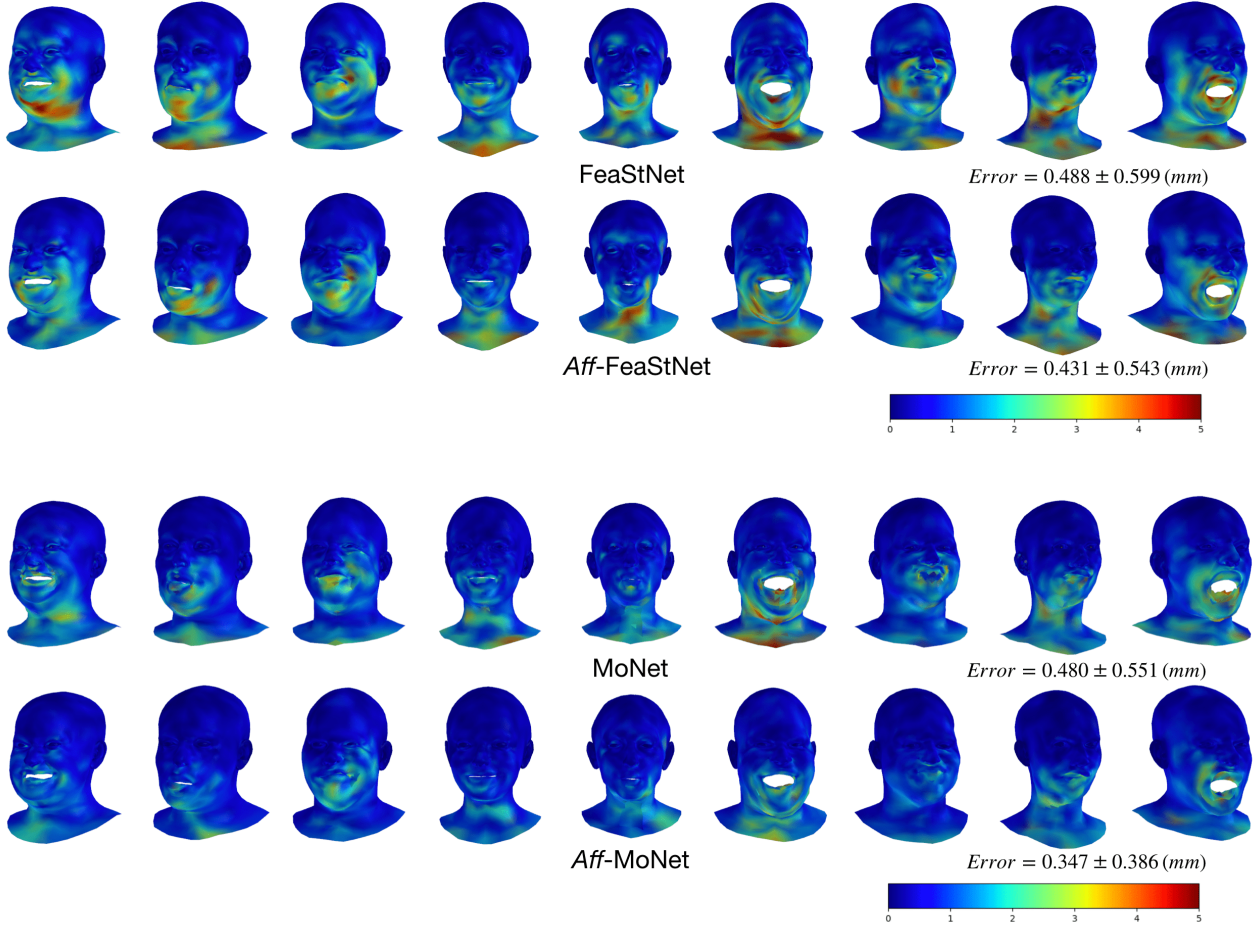 FeaStNet
Error = 0.488 ± 0.599 (mm)
Aff-FeaStNet
Error = 0.431 ± 0.543 (mm)
0 1 2 3 4 5
MoNet
Error = 0.480 ± 0.551 (mm)
Aff-MoNet
Error = 0.347 ± 0.386 (mm)
0 1 2 3 4 5